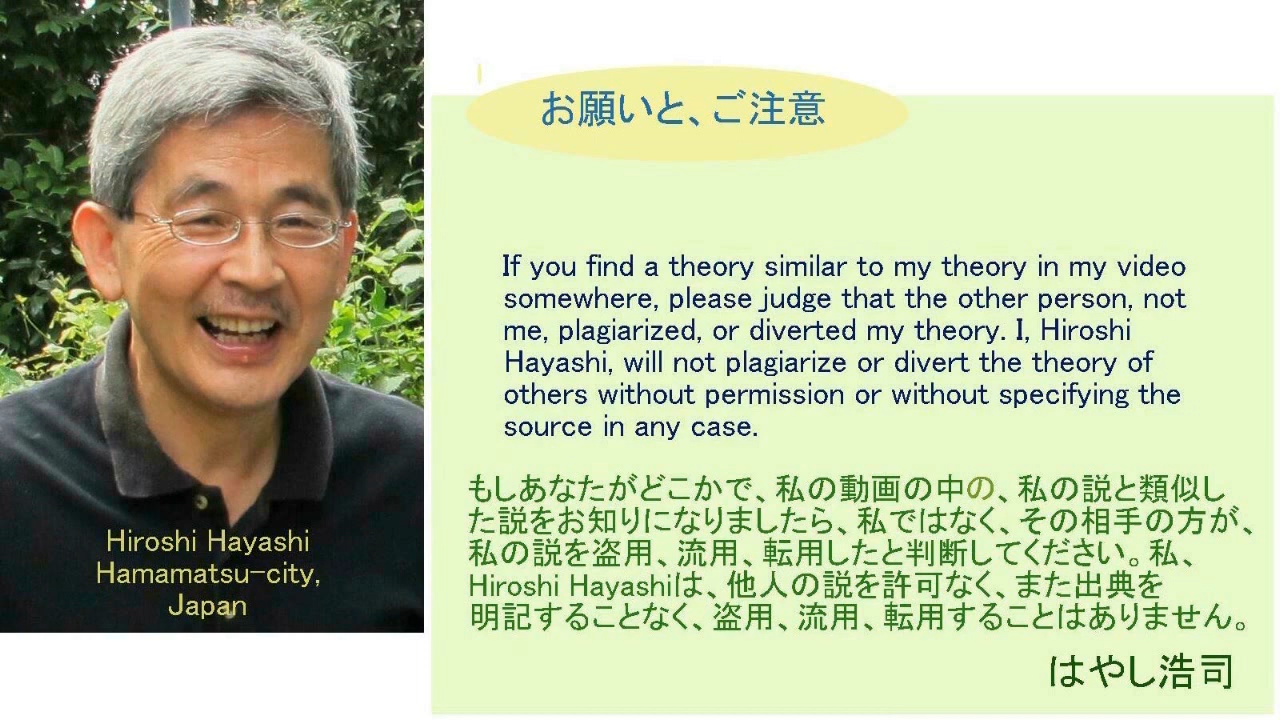 Hiroshi Hayashi
Hamamatsu-city,
Japan
お願いと、ご注意
If you find a theory similar to my theory in my video
somewhere, please judge that the other person, not
me, plagiarized, or diverted my theory. I, Hiroshi
Hayashi, will not plagiarize or divert the theory of
others without permission or without specifying the
source in any case.
もしあなたがどこかで、私の動画の中の、私の説と類似し
た説をお知りになりましたら、私ではなく、その相手の方が、
私の説を盗用、流用、転用したと判断してください。私、
Hiroshi Hayashiは、他人の説を許可なく、また出典を
明記することなく、盗用、流用、転用することはありません。
はやし浩司